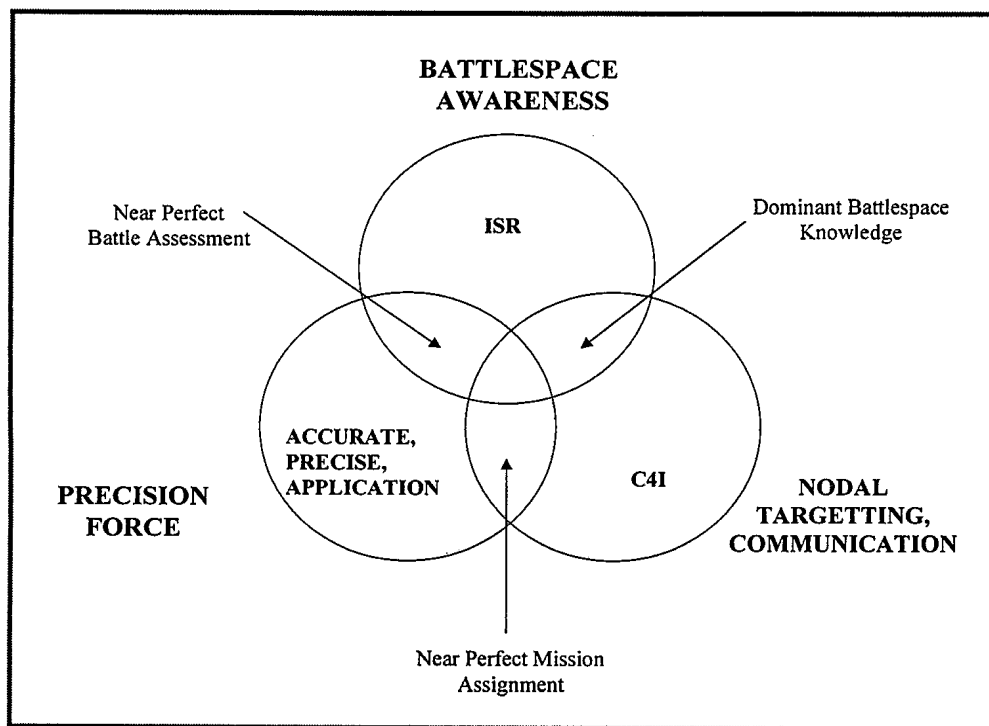 BATTLESPACE
AWARENESS
Near Perfect
Battle Assessment
ISR
Dominant Battlespace
Knowledge
ACCURATE,
PRECISE,
APPLICATION
C4I
PRECISION
FORCE
NODAL
TARGETTING,
COMMUNICATION
Near Perfect Mission
Assignment